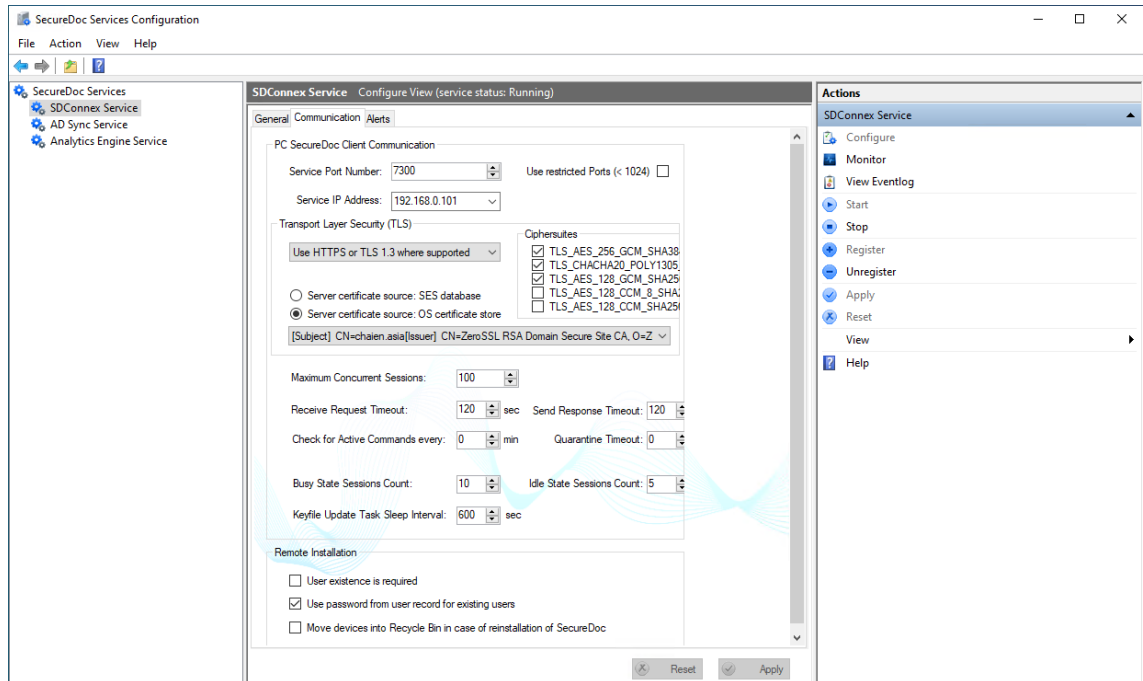 SecureDoc Services Configuration
File Action View Help
SecureDoc Services
SDConnex Service
AD Sync Service
Analytics Engine Service
SDConnex Service Configure View (service status: Running)
General Communication Alerts
PC SecureDoc Client Communication
Service Port Number: 7300 Use restricted Ports (< 1024)
Service IP Address: 192.168.0.101
Transport Layer Security (TLS)
Use HTTPS or TLS 1.3 where supported
Ciphersuites
TLS_AES_256_GCM_SHA38
TLS_CHACHA20_POLY1305_
TLS_AES_128_GCM_SHA25
TLS_AES_128_CCM_8_SHA
TLS_AES_128_CCM_SHA25
Server certificate source: SES database
Server certificate source: OS certificate store
[Subject] CN=chaien.asia[Issuer] CN=ZeroSSL RSA Domain Secure Site CA, O=Z
Maximum Concurrent Sessions: 100
Receive Request Timeout: 120 sec Send Response Timeout: 120
Check for Active Commands every: 0 min Quarantine Timeout: 0
Busy State Sessions Count: 10 Idle State Sessions Count: 5
Keyfile Update Task Sleep Interval: 600 sec
Remote Installation
User existence is required
Use password from user record for existing users
Move devices into Recycle Bin in case of reinstallation of SecureDoc
Reset Apply
Actions
SDConnex Service
Configure
Monitor
View Eventlog
Start
Stop
Register
Unregister
Apply
Reset
View
Help